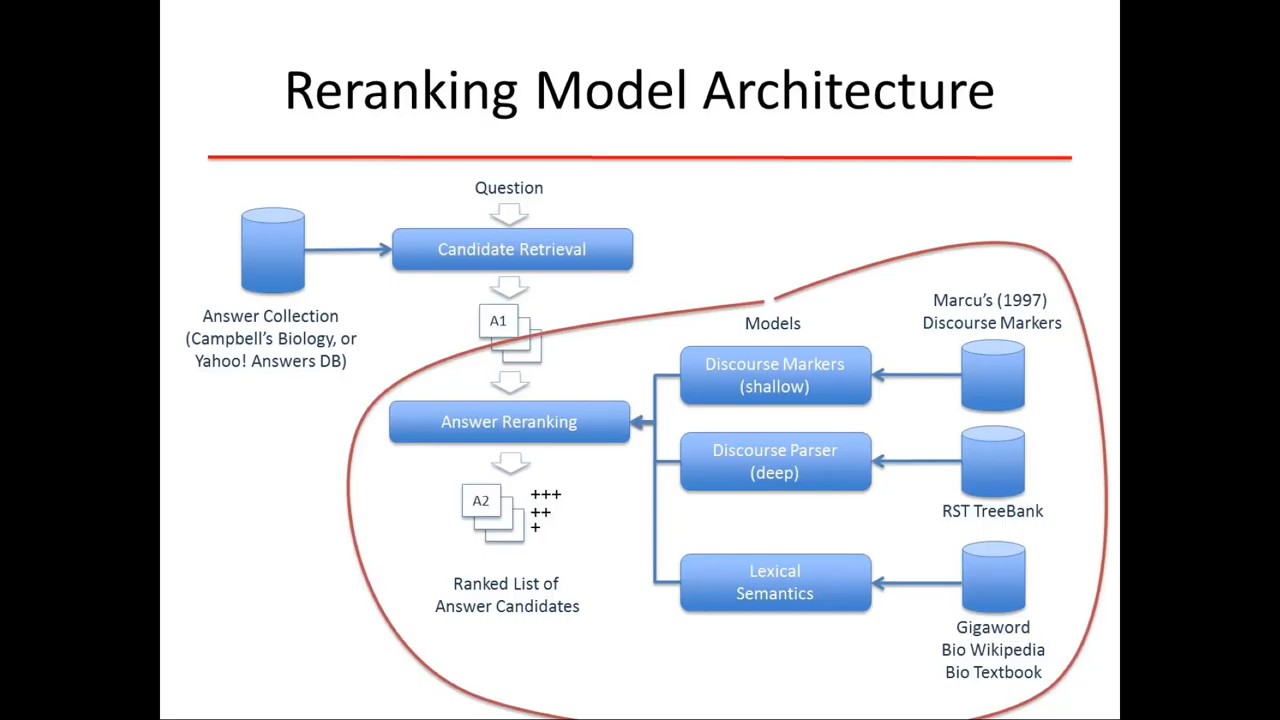 Reranking Model Architecture
Question
Candidate Retrieval
Answer Collection
(Campbell’s Biology, or
Yahoo! Answers DB)
A1
Models
Marcu’s (1997)
Discourse Markers
Discourse Markers
(shallow)
Answer Reranking
Discourse Parser
(deep)
A2
+++
++
+
RST TreeBank
Lexical
Semantics
Ranked List of
Answer Candidates
Gigaword
Bio Wikipedia
Bio Textbook